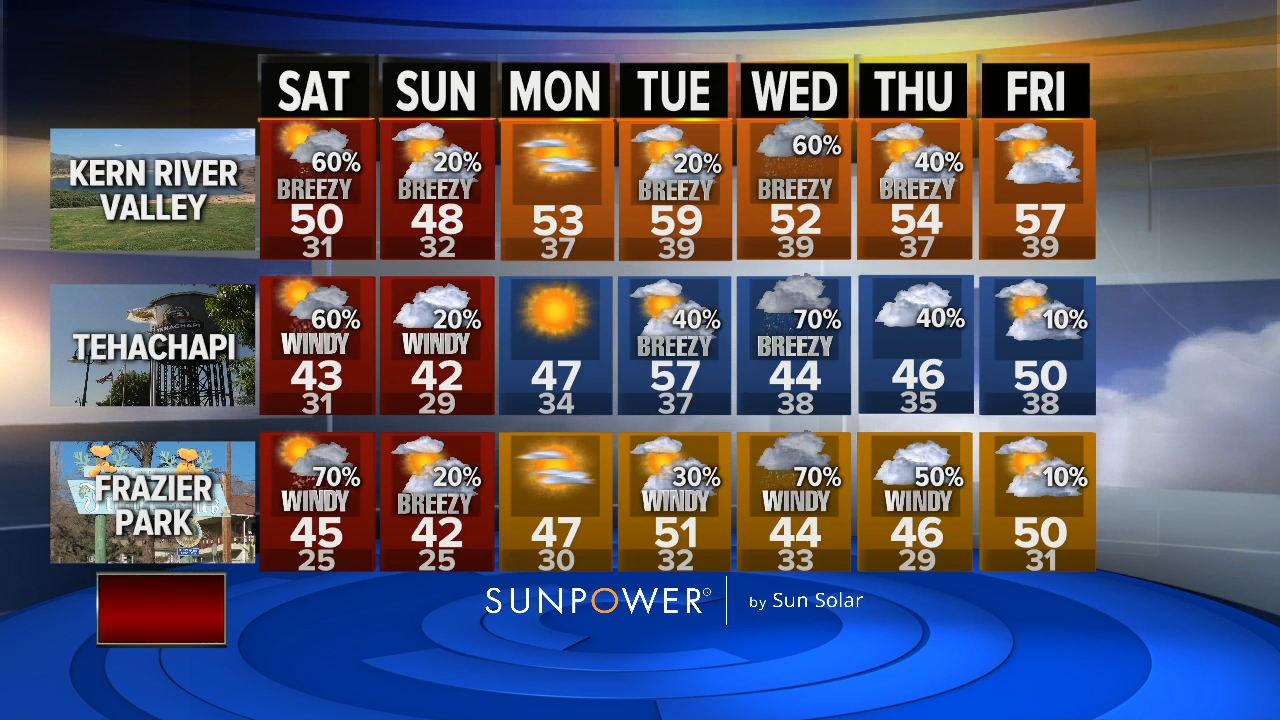 SAT SUN MON TUE WED THU FRI
KERN RIVER
VALLEY
60% 20% 20% 60% 40%
BREEZY BREEZY BREEZY BREEZY BREEZY
50 48 53 59 52 54 57
31 32 37 39 39 37 39
TEHACHAPI
60% 20% 40% 70% 40% 10%
WINDY WINDY BREEZY BREEZY
43 42 47 57 44 46 50
31 29 34 37 38 35 38
FRAZIER
PARK
70% 20% 30% 70% 50% 10%
WINDY BREEZY WINDY WINDY WINDY
45 42 47 51 44 46 50
25 25 30 32 33 29 31
SUNPOWER® by Sun Solar